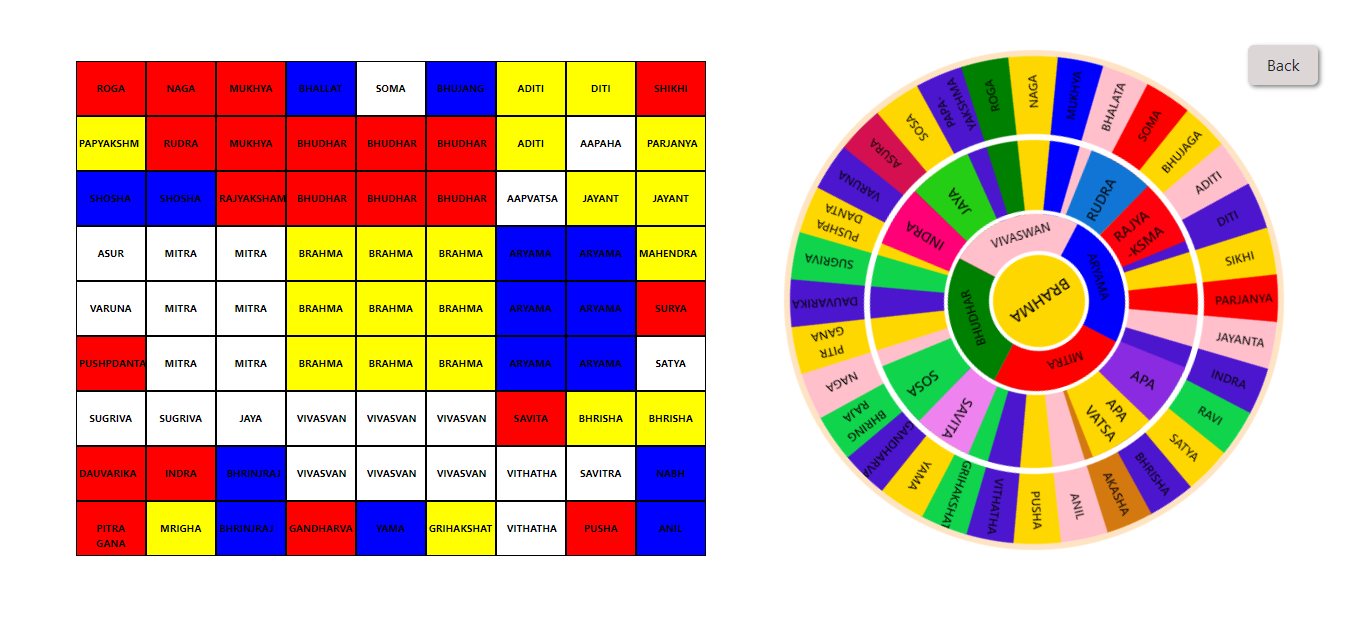 ROGA NAGA MUKHYA BHALLAT SOMA BHUJANG ADITI DITI SHIKHI
PAPYAKSHM RUDRA MUKHYA BHUDHAR BHUDHAR BHUDHAR ADITI AAPAHA PARJANYA
SHOSHA SHOSHA RAJYAKSHAM BHUDHAR BHUDHAR BHUDHAR AAPVATSA JAYANT JAYANT
ASUR MITRA MITRA BRAHMA BRAHMA BRAHMA ARYAMA ARYAMA MAHENDRA
VARUNA MITRA MITRA BRAHMA BRAHMA BRAHMA ARYAMA ARYAMA SURYA
PUSHPDANTA MITRA MITRA BRAHMA BRAHMA BRAHMA ARYAMA ARYAMA SATYA
SUGRIVA SUGRIVA JAYA VIVASVAN VIVASVAN VIVASVAN SAVITA BHRISHA BHRISHA
DAUVARIKA INDRA BHRINJRAJ VIVASVAN VIVASVAN VIVASVAN VITHATHA SAVITRA NABH
PITRA
GANA
MRIGHA BHRINJRAJ GANDHARVA YAMA GRIHAKSHAT VITHATHA PUSHA ANIL
Back
NAGA
MUKHYA
BHALATA
SOMA
BHUJAGA
ADITI
DITI
SIKHI
PARJANYA
JAYANTA
INDRA
RAVI
SATYA
BHRISHA
AKASHA
ANIL
PUSHA
VITHATHA
GRIHAKSHAT
YAMA
GANDHARVA
BHRING
RAJA
NAGA
PITR
GANA
DAUVARIKA
SUGRIVA
PUSHPA
DANTA
VARUNA
ASURA
SOSA
PAPA-
YAKSHMA
ROGA
RUDRA
RAJYA
-KSMA
APA
APA
VATSA
SAVITA
SOSA
INDRA
JAYA
VIVASWAN
ARYAMA
MITRA
BHUDHAR
BRAHMA